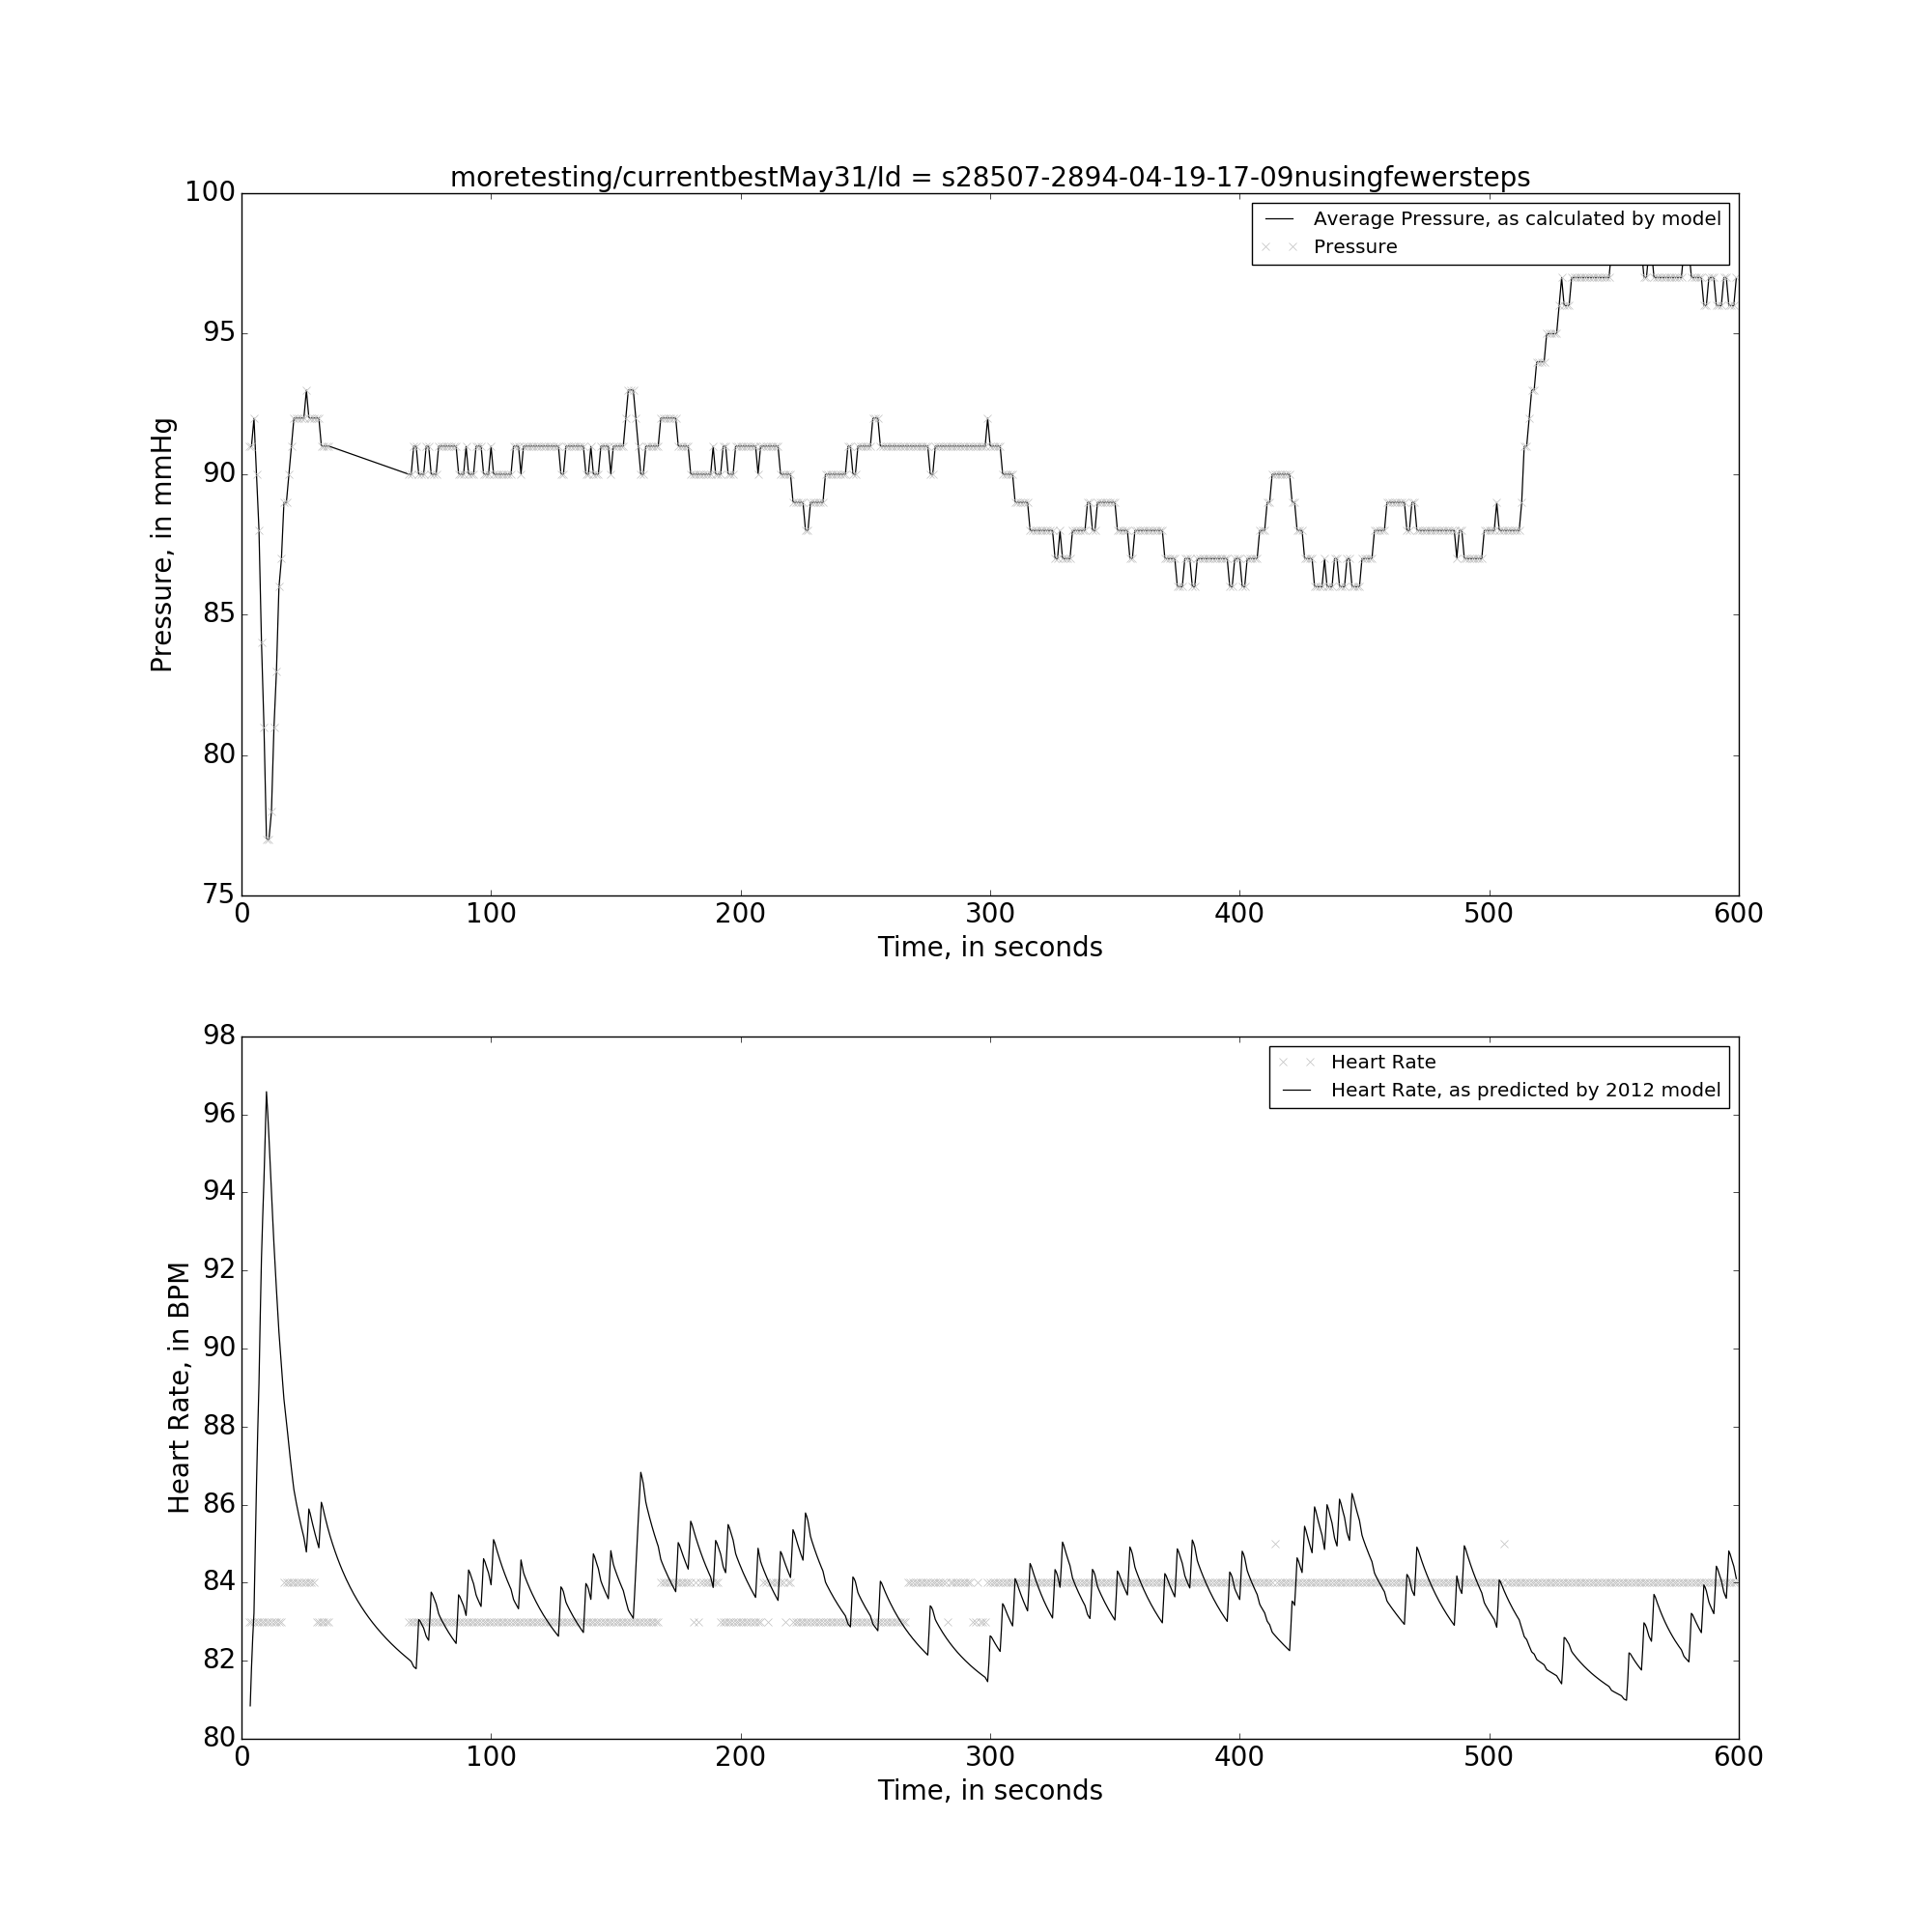 moretesting/currentbestMay31/Id = s28507-2894-04-19-17-09nusingfewersteps
100
95
90
85
80
75
Pressure, in mmHg
Average Pressure, as calculated by model
Pressure
0 100 200 300 400 500 600
Time, in seconds
98
96
94
92
90
88
86
84
82
80
Heart Rate, in BPM
Heart Rate
Heart Rate, as predicted by 2012 model
0 100 200 300 400 500 600
Time, in seconds